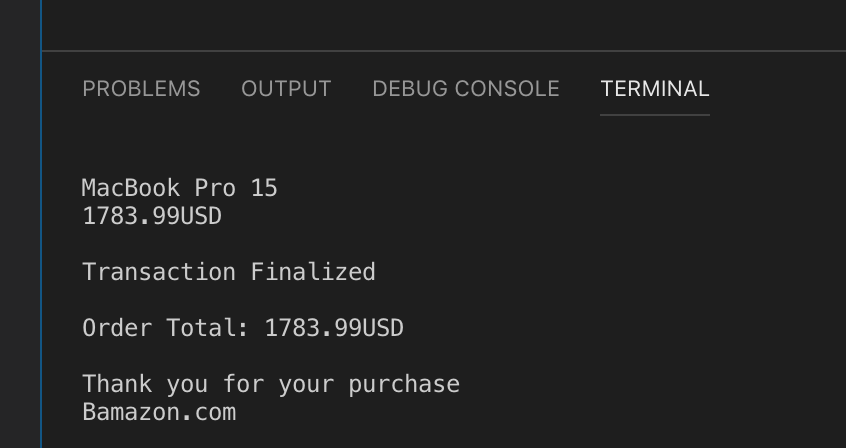 PROBLEMS OUTPUT DEBUG CONSOLE TERMINAL
MacBook Pro 15
1783.99USD
Transaction Finalized
Order Total: 1783.99USD
Thank you for your purchase
Bamazon.com